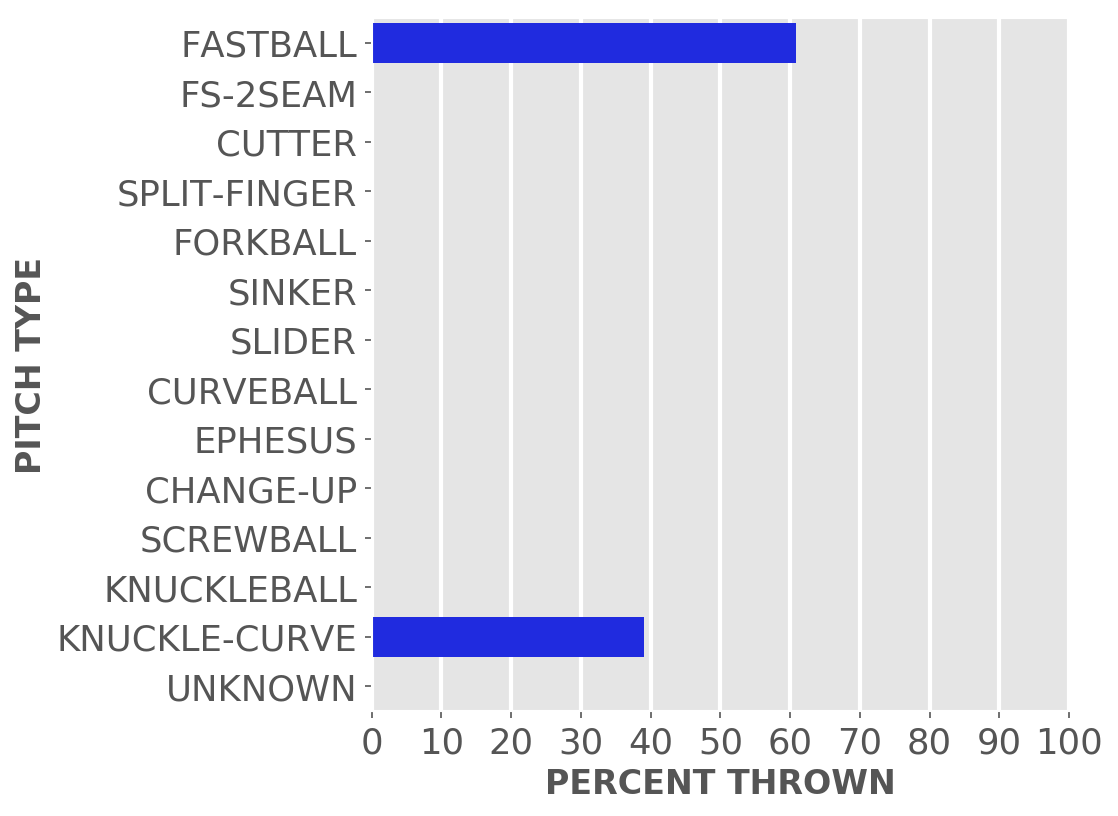 FASTBALL
FS-2SEAM
CUTTER
SPLIT-FINGER
FORKBALL
SINKER
SLIDER
CURVEBALL
EPHESUS
CHANGE-UP
SCREWBALL
KNUCKLEBALL
KNUCKLE-CURVE
UNKNOWN
PITCH TYPE
0 10 20 30 40 50 60 70 80 90 100
PERCENT THROWN